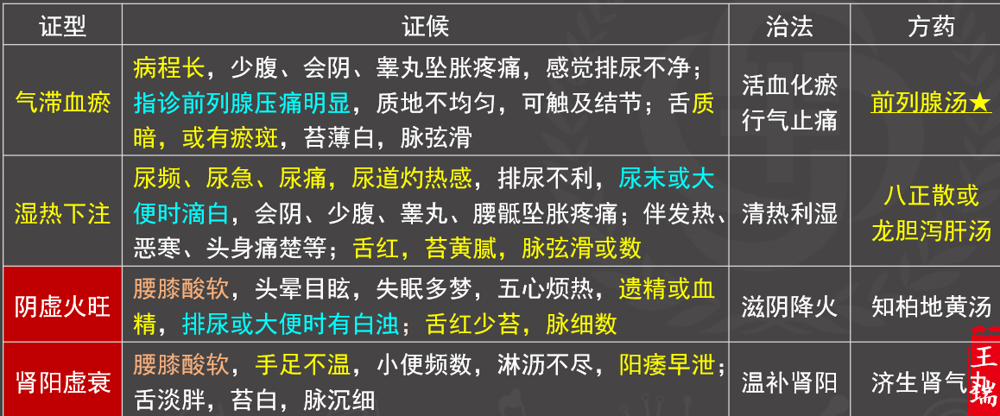 证型 证候 治法 方药
气滞血瘀
病程长，少腹、会阴、睾丸坠胀疼痛，感觉排尿不净；
指诊前列腺压痛明显，质地不均匀，可触及结节；舌质
暗，或有瘀斑，苔薄白，脉弦滑
活血化瘀
行气止痛
前列腺汤★
湿热下注
尿频、尿急、尿痛，尿道灼热感，排尿不利，尿末或大
便时滴白，会阴、少腹、睾丸、腰骶坠胀疼痛；伴发热、
恶寒、头身痛楚等；舌红，苔黄腻，脉弦滑或数
清热利湿
八正散或
龙胆泻肝汤
阴虚火旺
腰膝酸软，头晕目眩，失眠多梦，五心烦热，遗精或血
精，排尿或大便时有白浊；舌红少苔，脉细数
滋阴降火
知柏地黄汤
肾阳虚衰
腰膝酸软，手足不温，小便频数，淋沥不尽，阳痿早泄；
舌淡胖，苔白，脉沉细
温补肾阳
济生肾气丸
王瑞